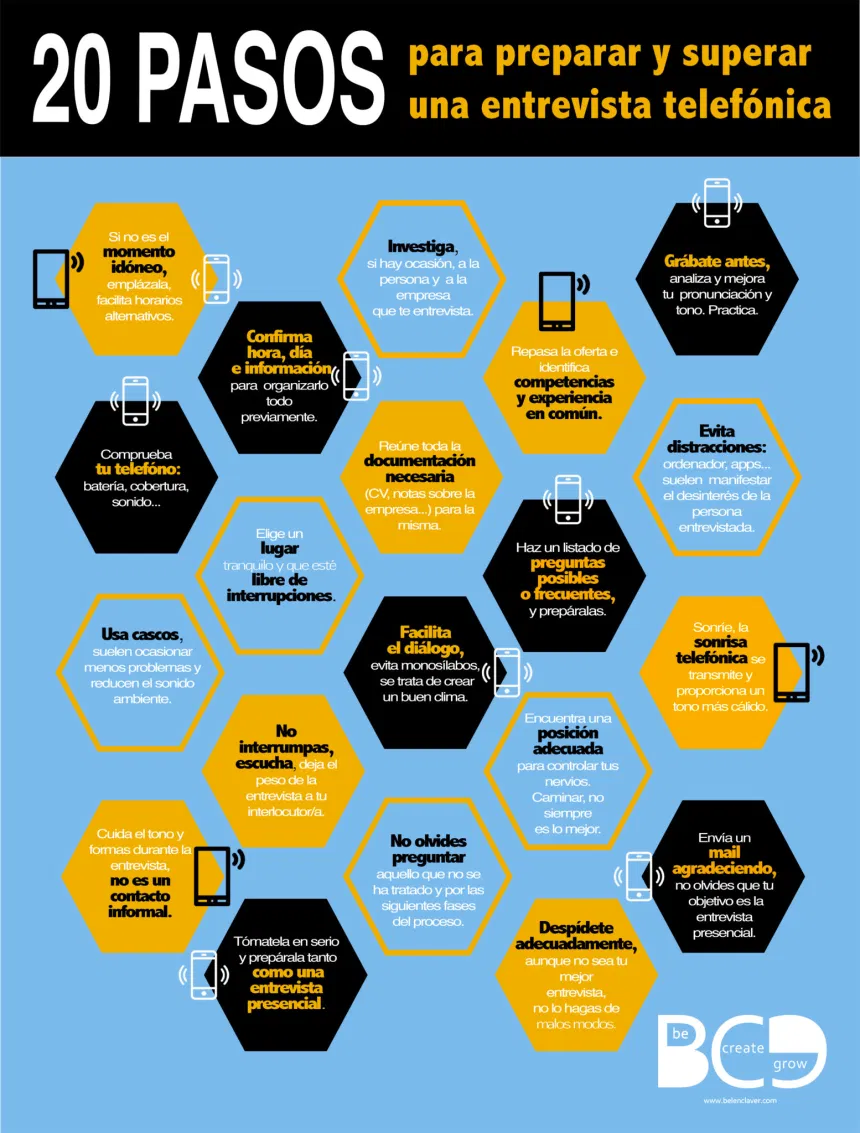 20 PASOS
para preparar y superar
una entrevista telefónica
Si no es el
momento
idóneo,
emplázala,
facilita horarios
alternativos.
Confirma
hora, día
e información
para organizarlo
todo
previamente.
Investiga,
si hay ocasión, a la
persona y a la
empresa
que te entrevista.
Repasa la oferta e
identifica
competencias
y experiencia
en común.
Grábate antes,
analiza y mejora
tu pronunciación y
tono. Practica.
Comprueba
tu telefóno:
batería, cobertura,
sonido...
Elige un
lugar
tranquilo y que esté
libre de
interrupciones.
Reúne toda la
documentación
necesaria
(CV, notas sobre la
empresa...) para la
misma.
Haz un listado de
preguntas
posibles
o frecuentes,
y prepáralas.
Evita
distracciones:
ordenador, apps...
suelen manifestar
el desinterés de la
persona
entrevistada.
Usa cascos,
suelen ocasionar
menos problemas y
reducen el sonido
ambiente.
No
interrumpas,
escucha, deja el
peso de la
entrevista a tu
interlocutor/a.
Facilita
el diálogo,
evita monosílabos,
se trata de crear
un buen clima.
Encuentra una
posición
adecuada
para controlar tus
nervios.
Caminar, no
siempre
es lo mejor.
Sonríe, la
sonrisa
telefónica se
transmite y
proporciona un
tono más cálido.
Cuida el tono y
formas durante la
entrevista,
no es un
contacto
informal.
Tómatela en serio
y prepárala tanto
como una
entrevista
presencial.
No olvides
preguntar
aquello que no se
ha tratado y por las
siguientes fases
del proceso.
Despídete
adecuadamente,
aunque no sea tu
mejor
entrevista,
no lo hagas de
malos modos.
Envía un
mail
agradeciendo,
no olvides que tu
objetivo es la
entrevista
presencial.
be
create
grow
www.belenclaver.com